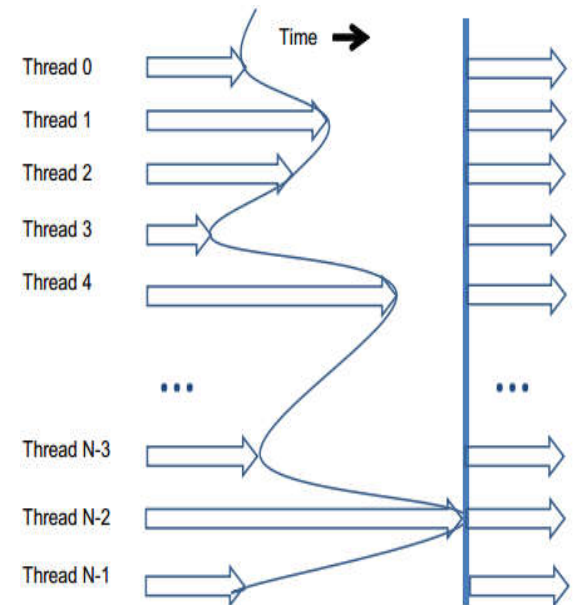 Time
Thread 0
Thread 1
Thread 2
Thread 3
Thread 4
... ...
Thread N-3
Thread N-2
Thread N-1